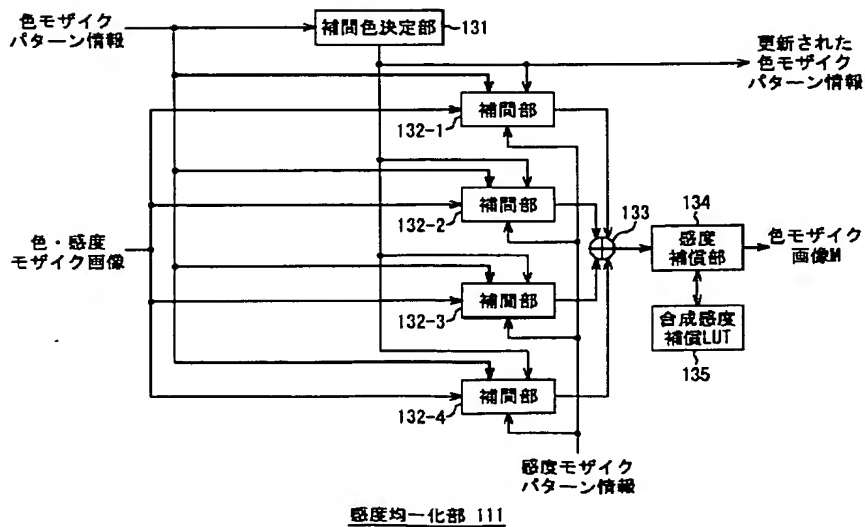 色モザイク
パターン情報
補間色決定部
131
更新された
色モザイク
パターン情報
補間部
132-1
補間部
132-2
133
134
感度
補償部
色モザイク
画像M
色・感度
モザイク画像
補間部
132-3
合成感度
補償LUT
135
補間部
132-4
感度モザイク
パターン情報
感度均一化部 111